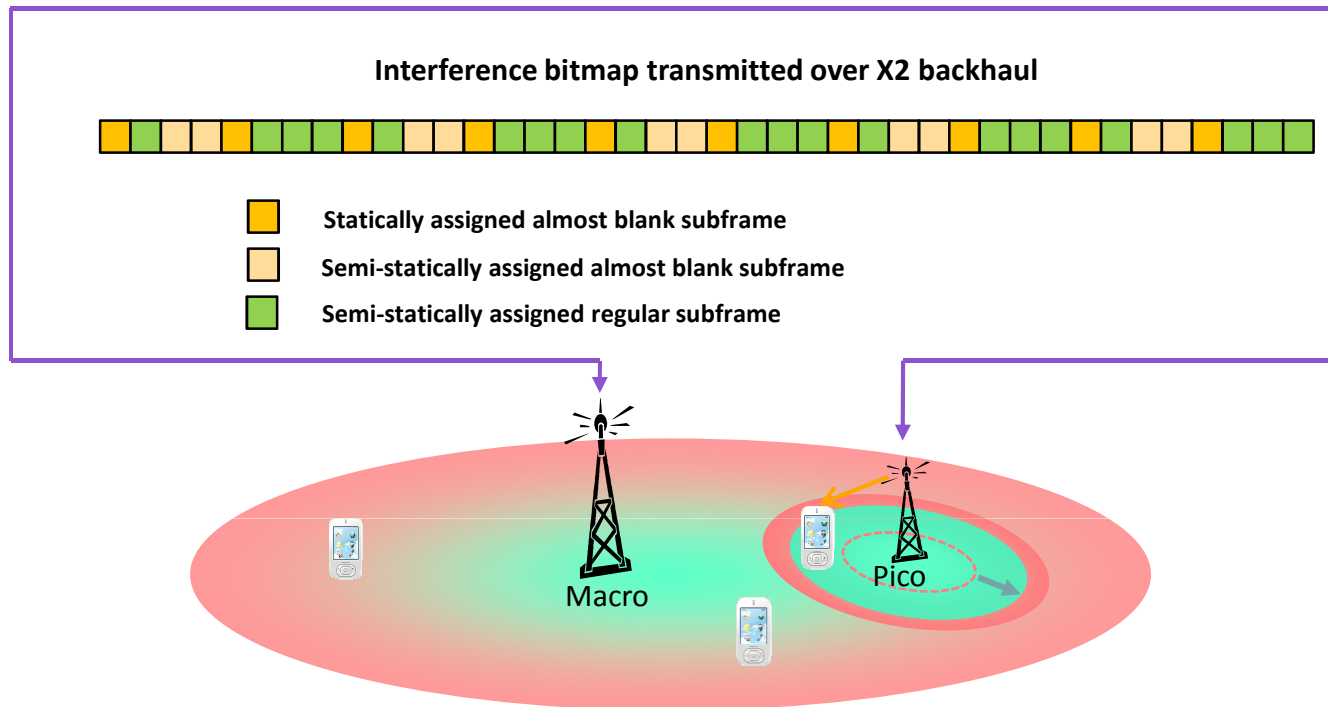 Interference bitmap transmitted over X2 backhaul
Statically assigned almost blank subframe
Semi-statically assigned almost blank subframe
Semi-statically assigned regular subframe
Macro
Pico